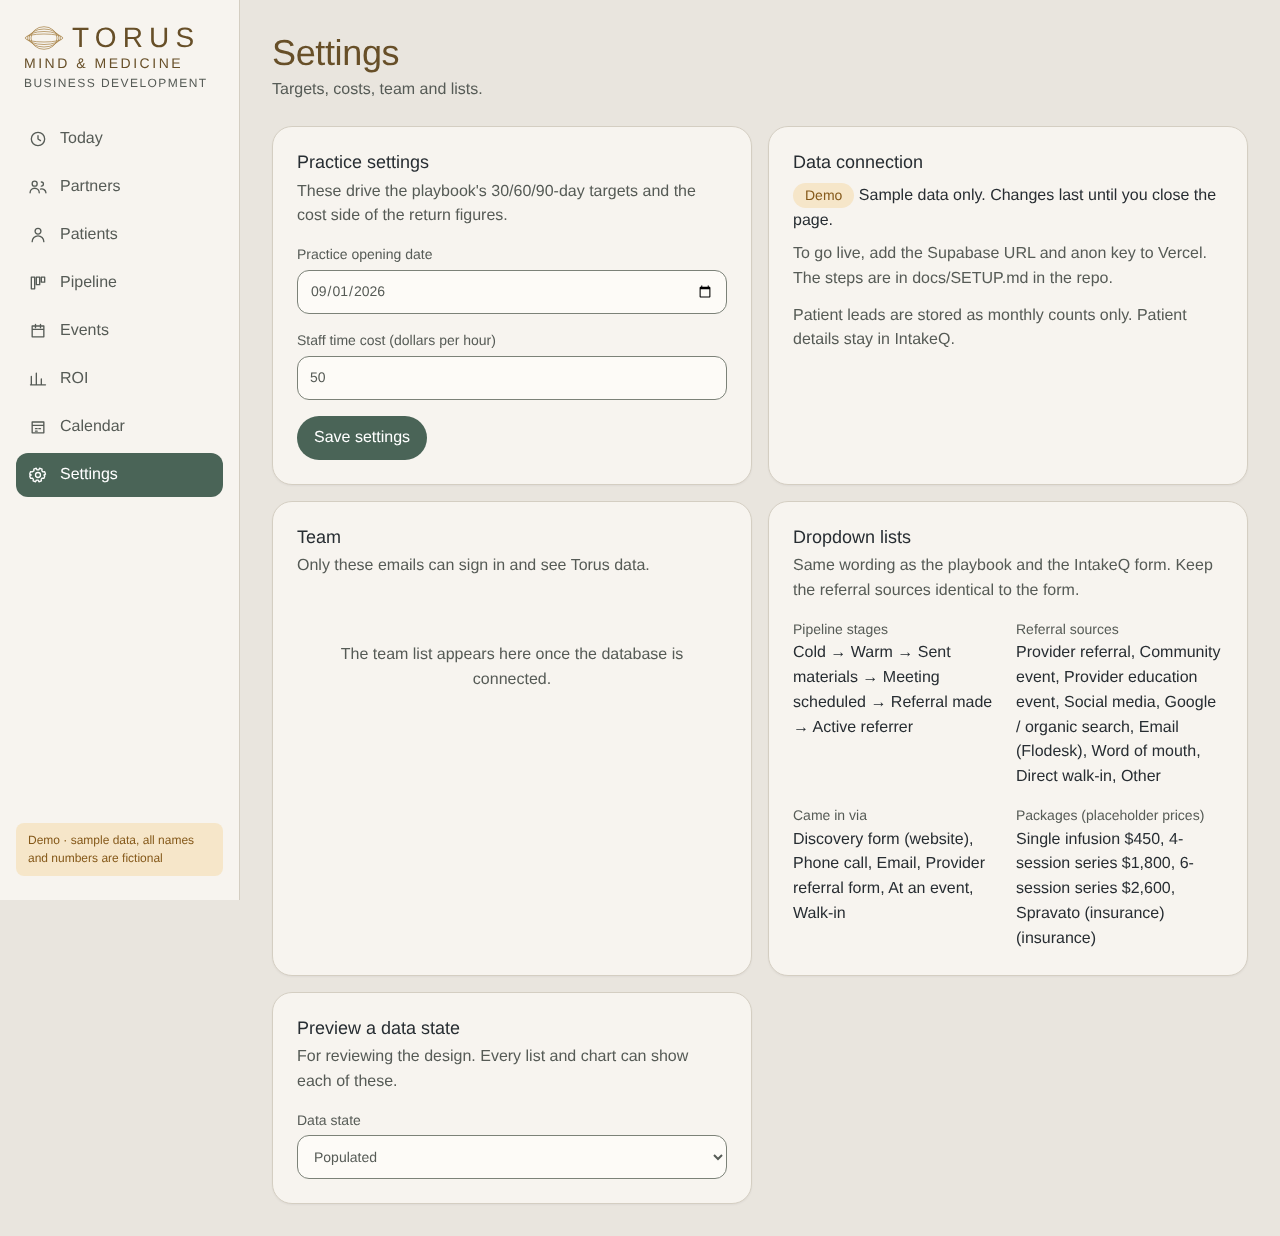 TORUS
MIND & MEDICINE
BUSINESS DEVELOPMENT
Today
Partners
Patients
Pipeline
Events
ROI
Calendar
Settings
Demo · sample data, all names
and numbers are fictional
Settings
Targets, costs, team and lists.
Practice settings
These drive the playbook's 30/60/90-day targets and the
cost side of the return figures.
Practice opening date
09/01/2026
Staff time cost (dollars per hour)
50
Save settings
Data connection
Demo Sample data only. Changes last until you close the
page.
To go live, add the Supabase URL and anon key to Vercel.
The steps are in docs/SETUP.md in the repo.
Patient leads are stored as monthly counts only. Patient
details stay in IntakeQ.
Team
Only these emails can sign in and see Torus data.
The team list appears here once the database is
connected.
Dropdown lists
Same wording as the playbook and the IntakeQ form. Keep
the referral sources identical to the form.
Pipeline stages
Cold → Warm → Sent
materials → Meeting
scheduled → Referral made
→ Active referrer
Referral sources
Provider referral, Community
event, Provider education
event, Social media, Google
/ organic search, Email
(Flodesk), Word of mouth,
Direct walk-in, Other
Came in via
Discovery form (website),
Phone call, Email, Provider
referral form, At an event,
Walk-in
Packages (placeholder prices)
Single infusion $450, 4-
session series $1,800, 6-
session series $2,600,
Spravato (insurance)
(insurance)
Preview a data state
For reviewing the design. Every list and chart can show
each of these.
Data state
Populated